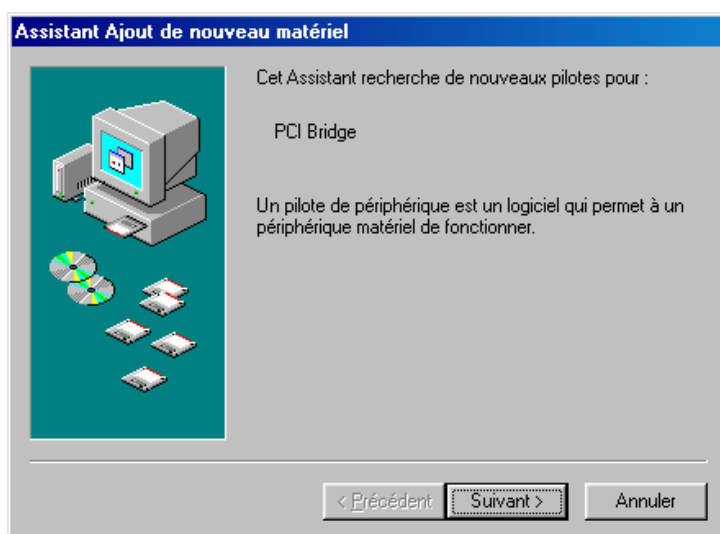 Assistant Ajout de nouveau matériel
Cet Assistant recherche de nouveaux pilotes pour :
PCI Bridge
Un pilote de périphérique est un logiciel qui permet à un
périphérique matériel de fonctionner.
< Précédent
Suivant >
Annuler